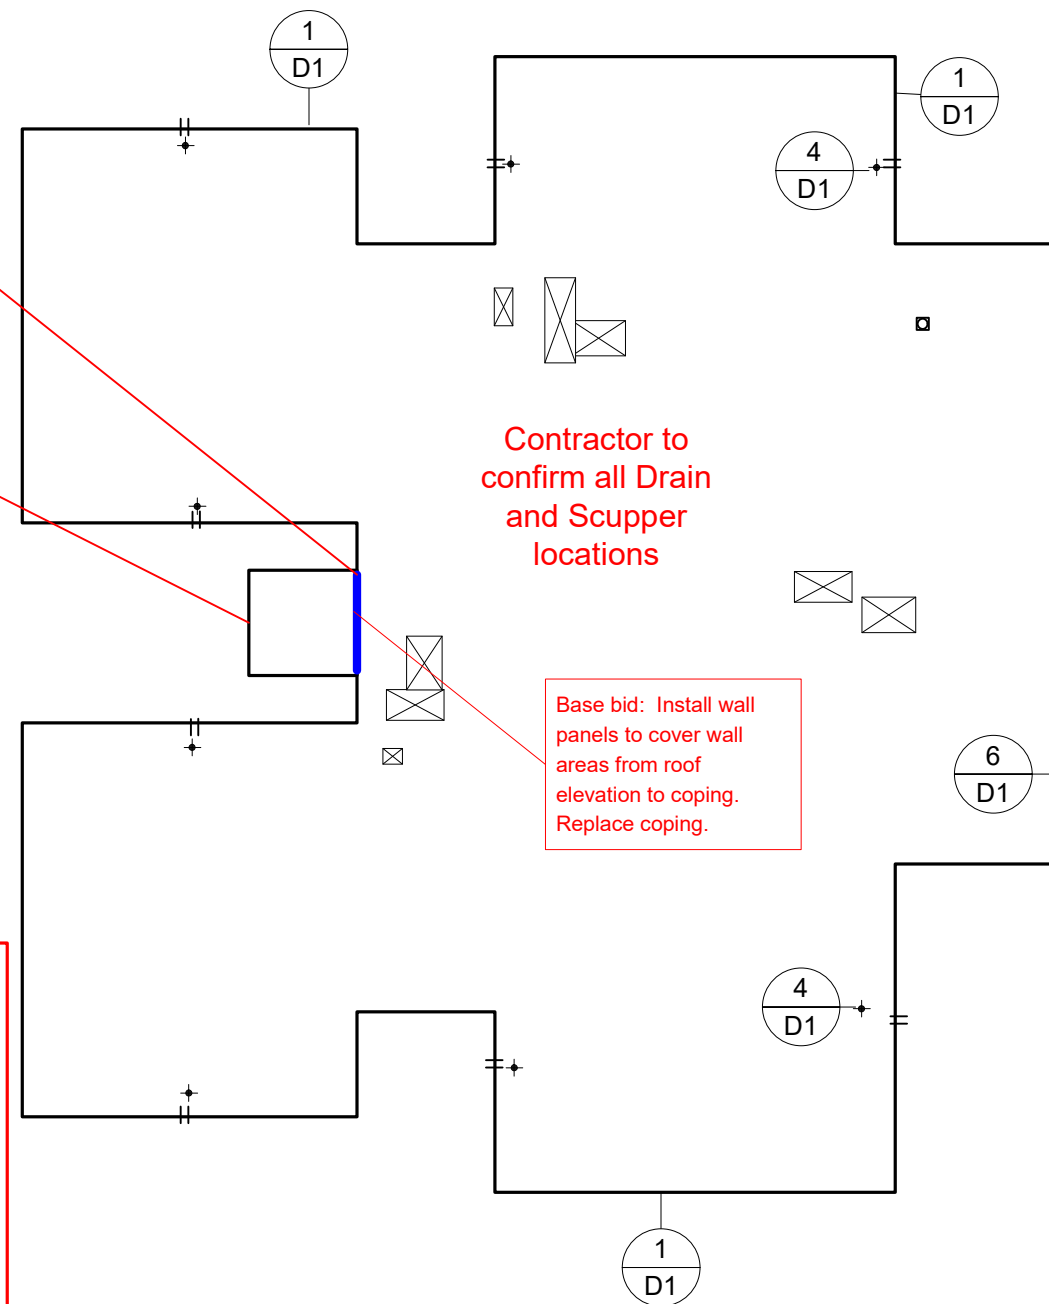 1
D1
1
D1
4
D1
Contractor to
confirm all Drain
and Scupper
locations
Base bid: Install wall
panels to cover wall
areas from roof
elevation to coping.
Replace coping.
6
D1
4
D1
1
D1